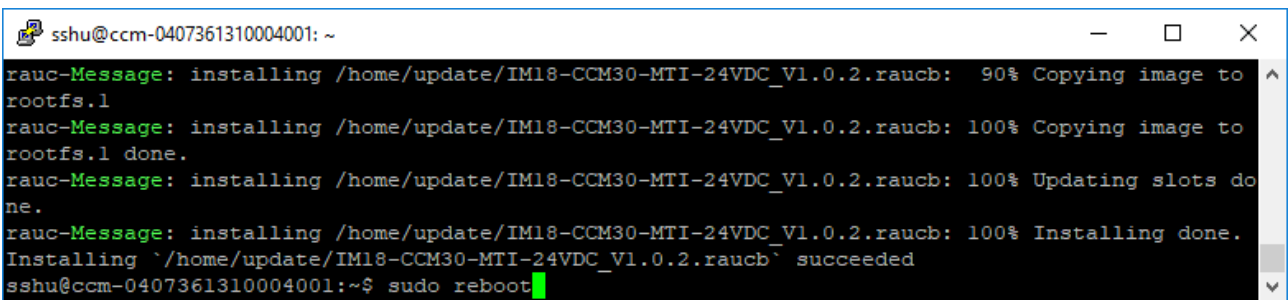 sshu@ccm-0407361310004001: ~
rauc-Message: installing /home/update/IM18-CCM30-MTI-24VDC_V1.0.2.raucb:  90% Copying image to
rootfs.1
rauc-Message: installing /home/update/IM18-CCM30-MTI-24VDC_V1.0.2.raucb: 100% Copying image to
rootfs.1 done.
rauc-Message: installing /home/update/IM18-CCM30-MTI-24VDC_V1.0.2.raucb: 100% Updating slots do
ne.
rauc-Message: installing /home/update/IM18-CCM30-MTI-24VDC_V1.0.2.raucb: 100% Installing done.
Installing `/home/update/IM18-CCM30-MTI-24VDC_V1.0.2.raucb` succeeded
sshu@ccm-0407361310004001:~$ sudo reboot